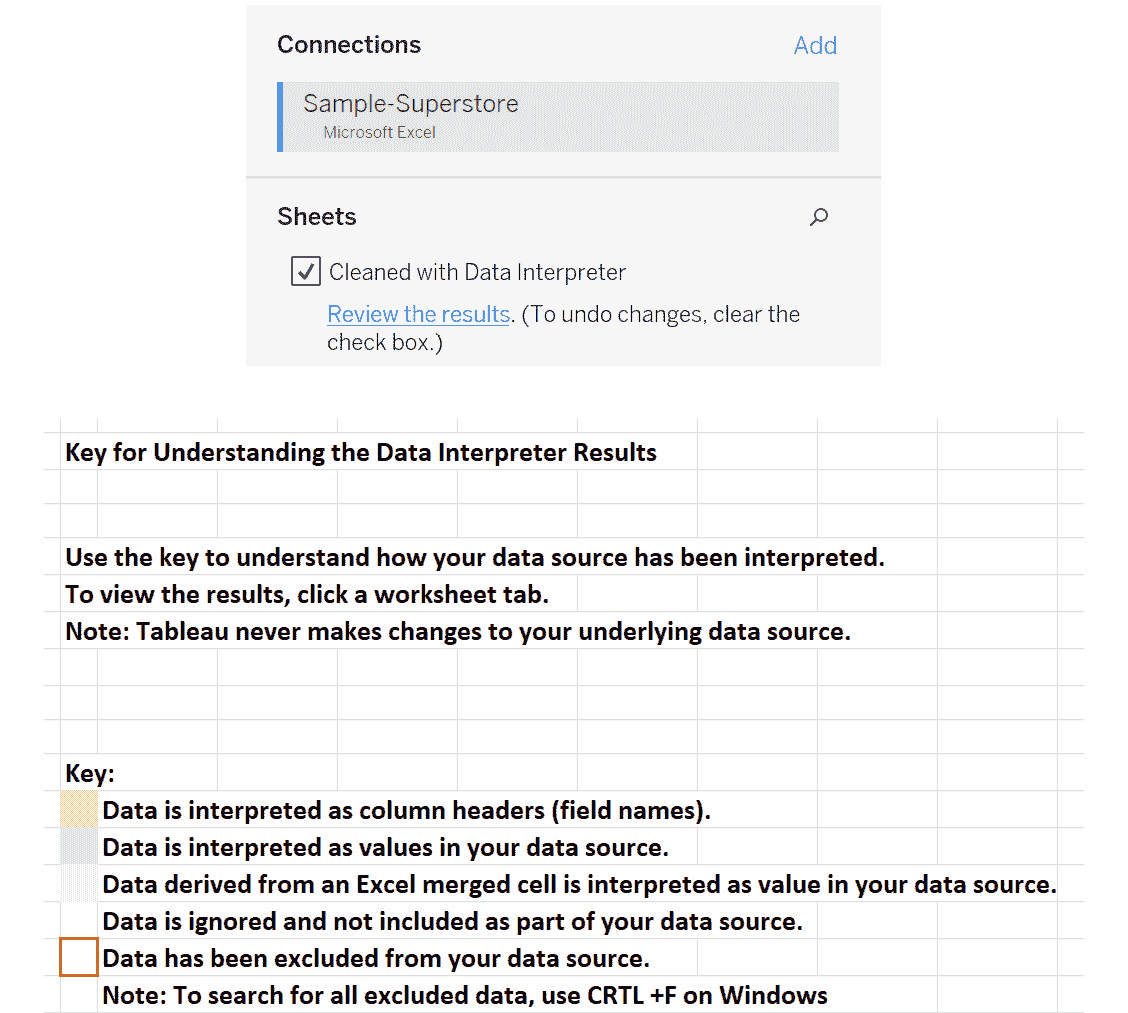 Connections
Add
Sample-Superstore
Microsoft Excel
Sheets
Cleaned with Data Interpreter
Review the results. (To undo changes, clear the
check box.)
Key for Understanding the Data Interpreter Results
Use the key to understand how your data source has been interpreted.
To view the results, click a worksheet tab.
Note: Tableau never makes changes to your underlying data source.
Key:
Data is interpreted as column headers (field names).
Data is interpreted as values in your data source.
Data derived from an Excel merged cell is interpreted as value in your data source.
Data is ignored and not included as part of your data source.
Data has been excluded from your data source.
Note: To search for all excluded data, use CRTL +F on Windows